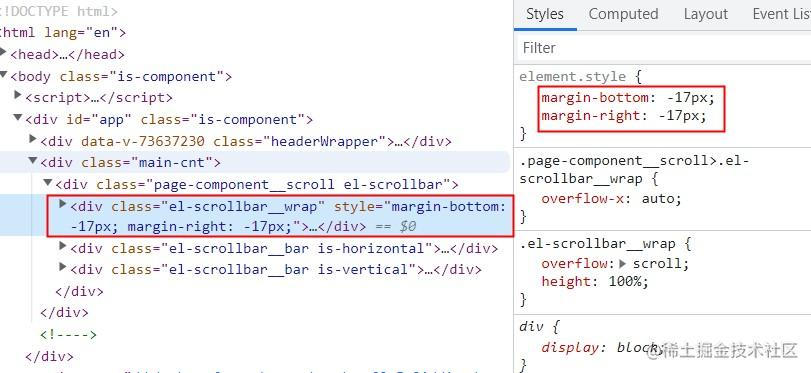 <!DOCTYPE html>
<html lang="en">
<head>…</head>
<body class="is-component">
<script>…</script>
<div id="app" class="is-component">
<div data-v-73637230 class="headerWrapper">…</div>
<div class="main-cnt">
<div class="page-component__scroll el-scrollbar">
<div class="el-scrollbar__wrap" style="margin-bottom:
-17px; margin-right: -17px;">…</div> == $0
<div class="el-scrollbar__bar is-horizontal">…</div>
<div class="el-scrollbar__bar is-vertical">…</div>
</div>
</div>
<!---->
</div>
Styles Computed Layout Event Lis
Filter
element.style {
margin-bottom: -17px;
margin-right: -17px;
}
.page-component__scroll>.el-
scrollbar__wrap {
overflow-x: auto;
}
.el-scrollbar__wrap {
overflow: scroll;
height: 100%;
}
div {
display: block;
}
@稀土掘金技术社区